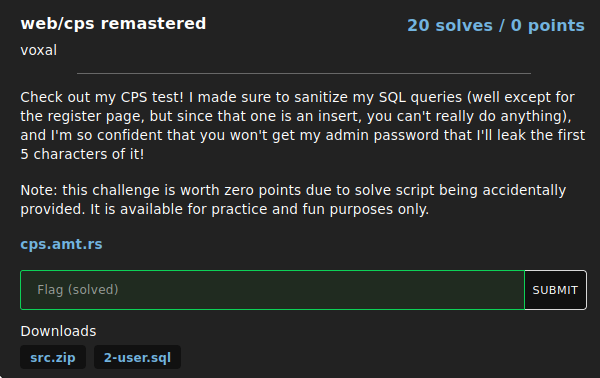 web/cps remastered
20 solves / 0 points
voxal
Check out my CPS test! I made sure to sanitize my SQL queries (well except for
the register page, but since that one is an insert, you can't really do anything),
and I'm so confident that you won't get my admin password that I'll leak the first
5 characters of it!
Note: this challenge is worth zero points due to solve script being accidentally
provided. It is available for practice and fun purposes only.
cps.amt.rs
Flag (solved)
SUBMIT
Downloads
src.zip
2-user.sql